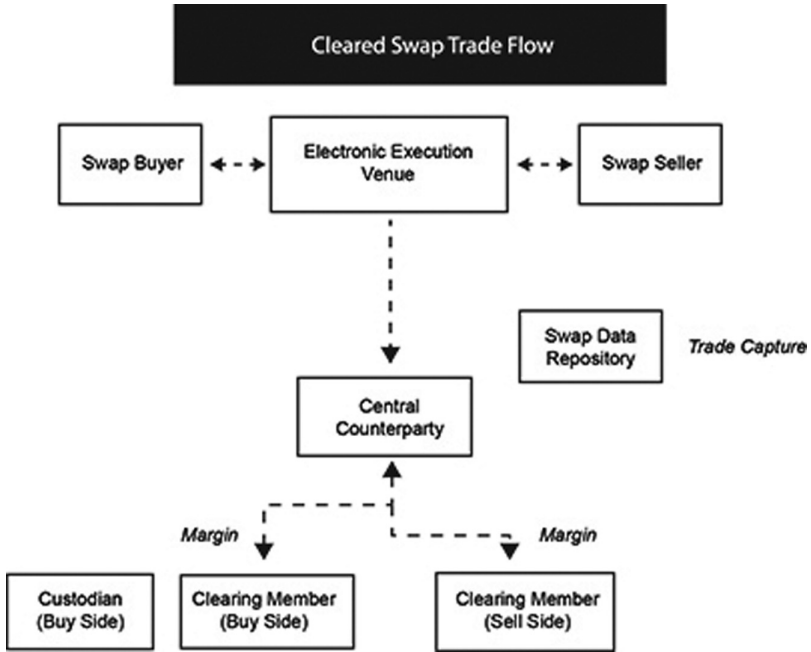 Cleared Swap Trade Flow
Swap Buyer
Electronic Execution
Venue
Swap Seller
Swap Data
Repository
Trade Capture
Central
Counterparty
Margin
Margin
Custodian
(Buy Side)
Clearing Member
(Buy Side)
Clearing Member
(Sell Side)